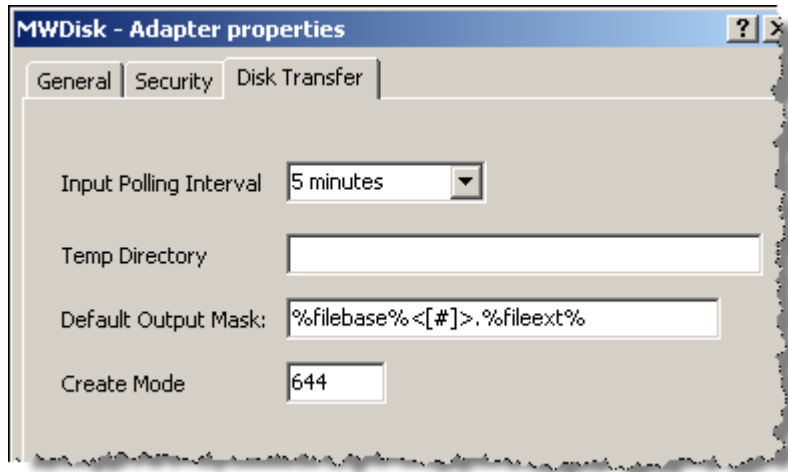 MWDisk - Adapter properties ? X
General Security Disk Transfer
Input Polling Interval 5 minutes
Temp Directory
Default Output Mask: %filebase%<[#]>.%fileext%
Create Mode 644